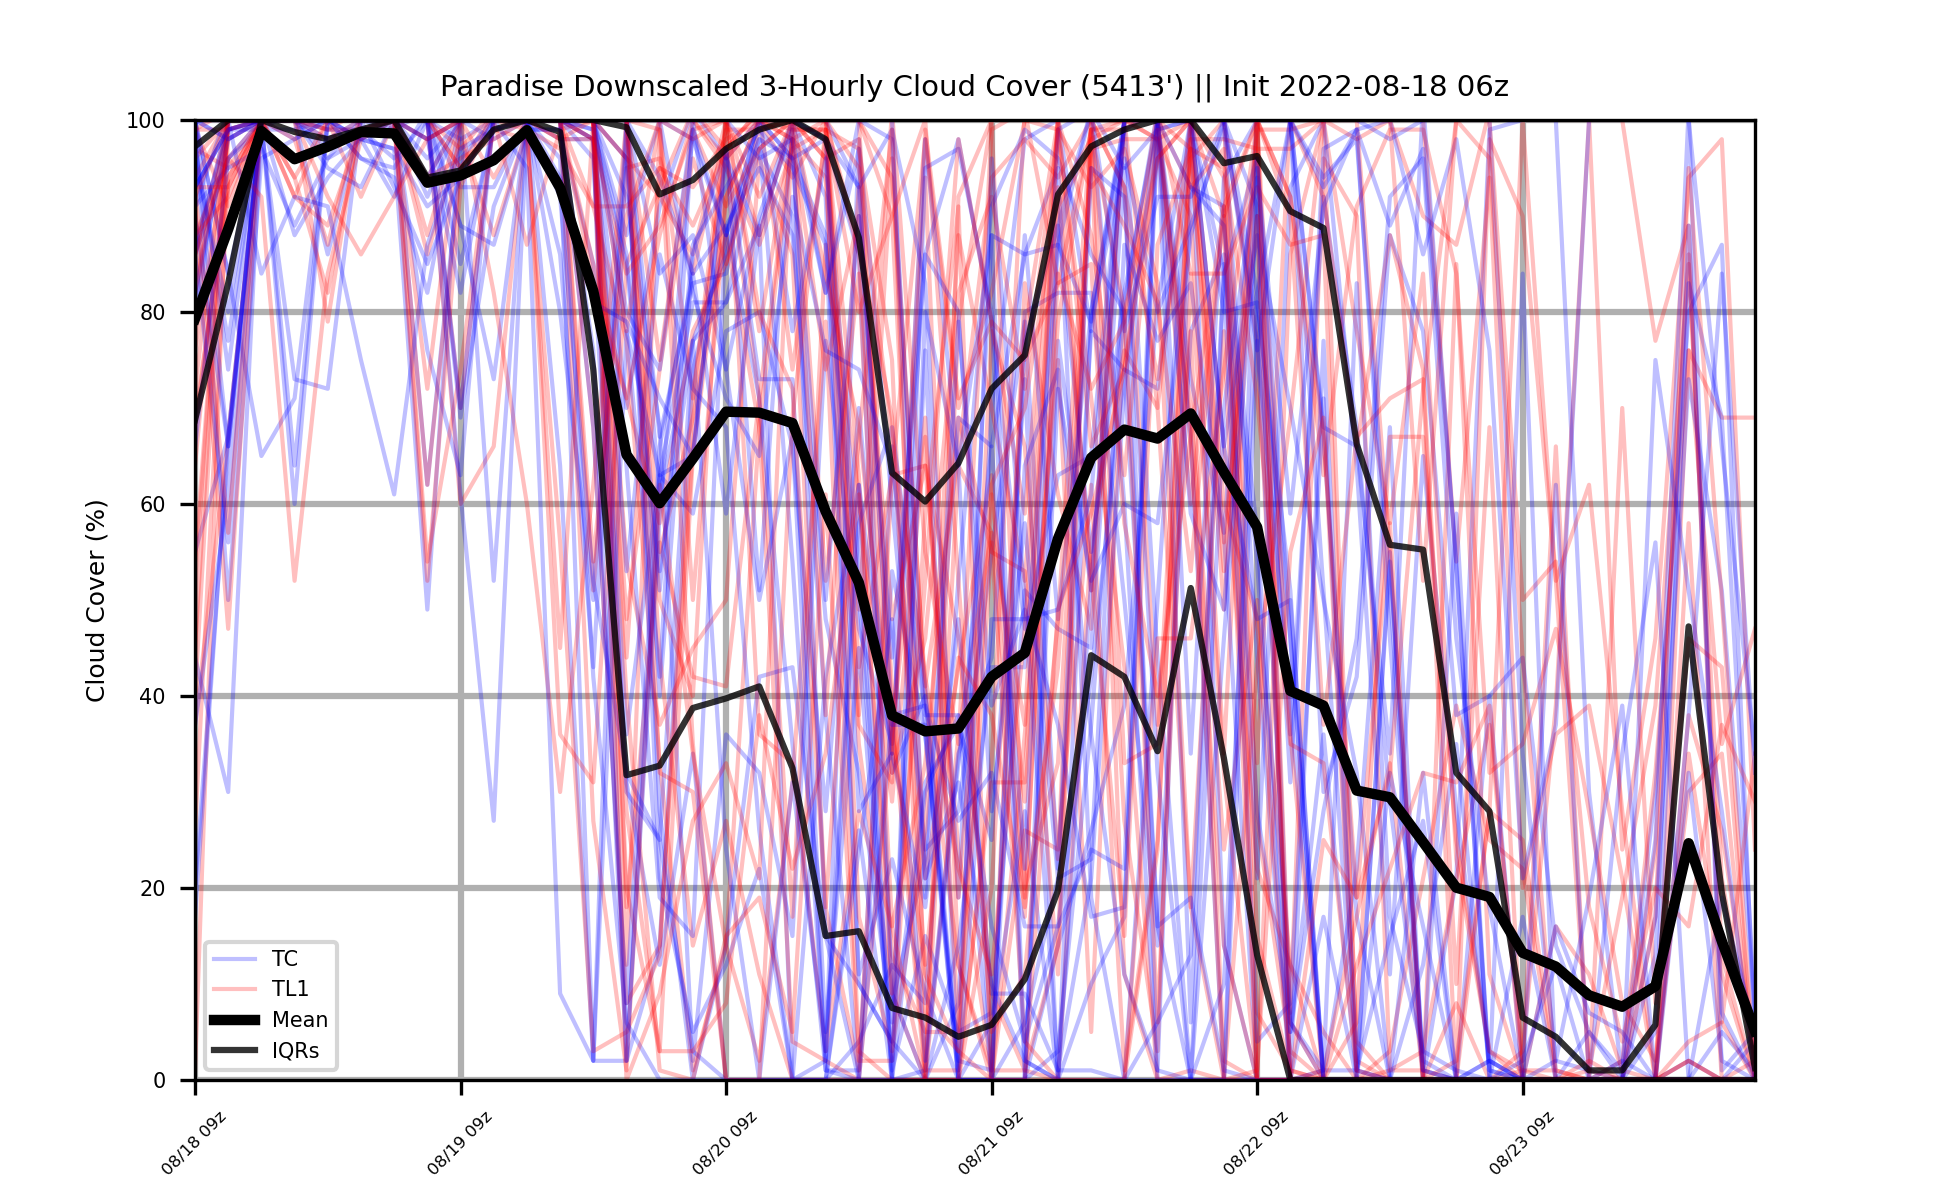 Paradise Downscaled 3-Hourly Cloud Cover (5413') || Init 2022-08-18 06z
Cloud Cover (%)
100
80
60
40
20
0
TC
TL1
Mean
IQRs
08/18 09z
08/19 09z
08/20 09z
08/21 09z
08/22 09z
08/23 09z